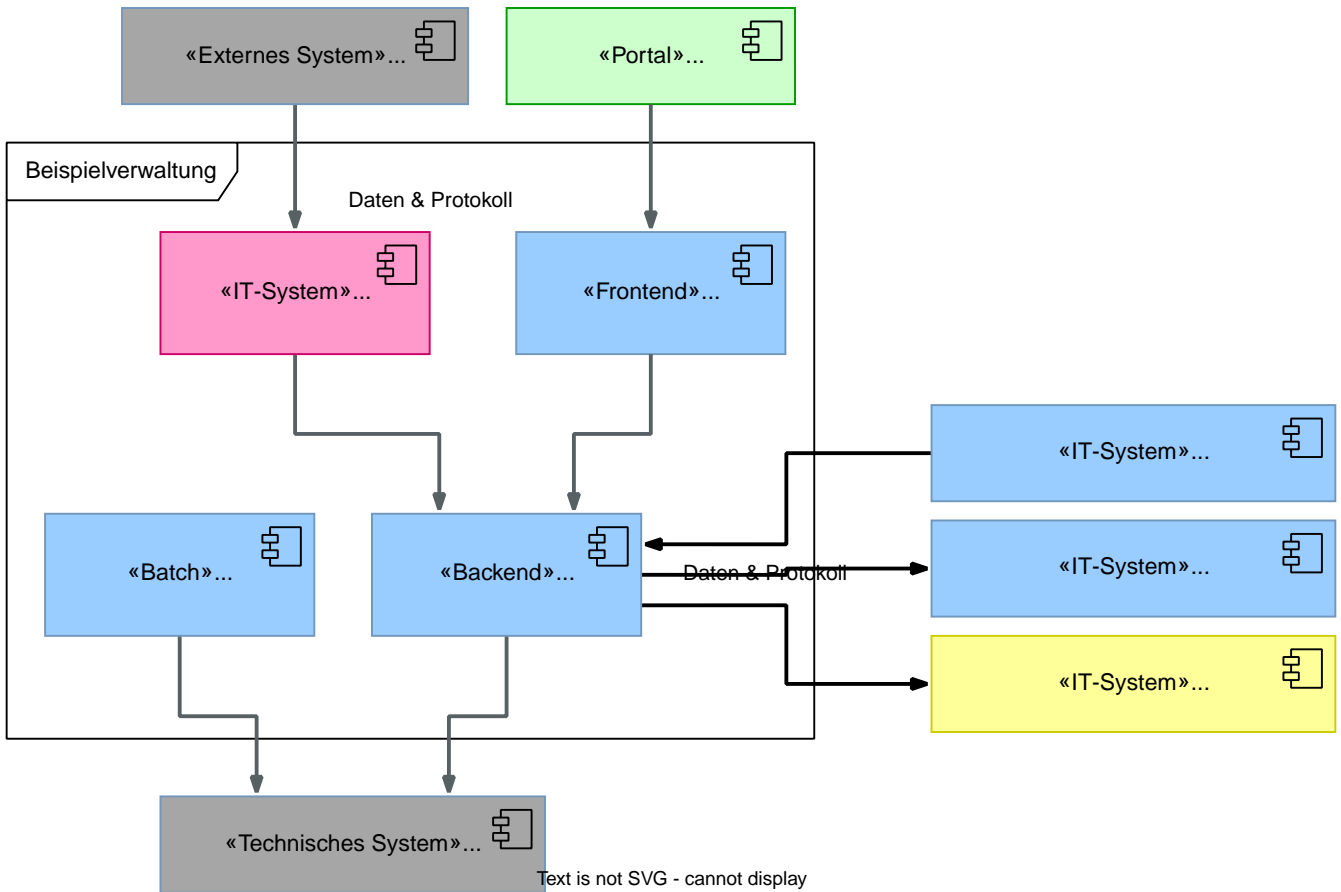 «Externes System»...
«Portal»...
Beispielverwaltung
Daten & Protokoll
«IT-System»...
«Frontend»...
«IT-System»...
«Batch»...
«Backend»...
Daten & Protokoll
«IT-System»...
«IT-System»...
«Technisches System»...
Text is not SVG - cannot display